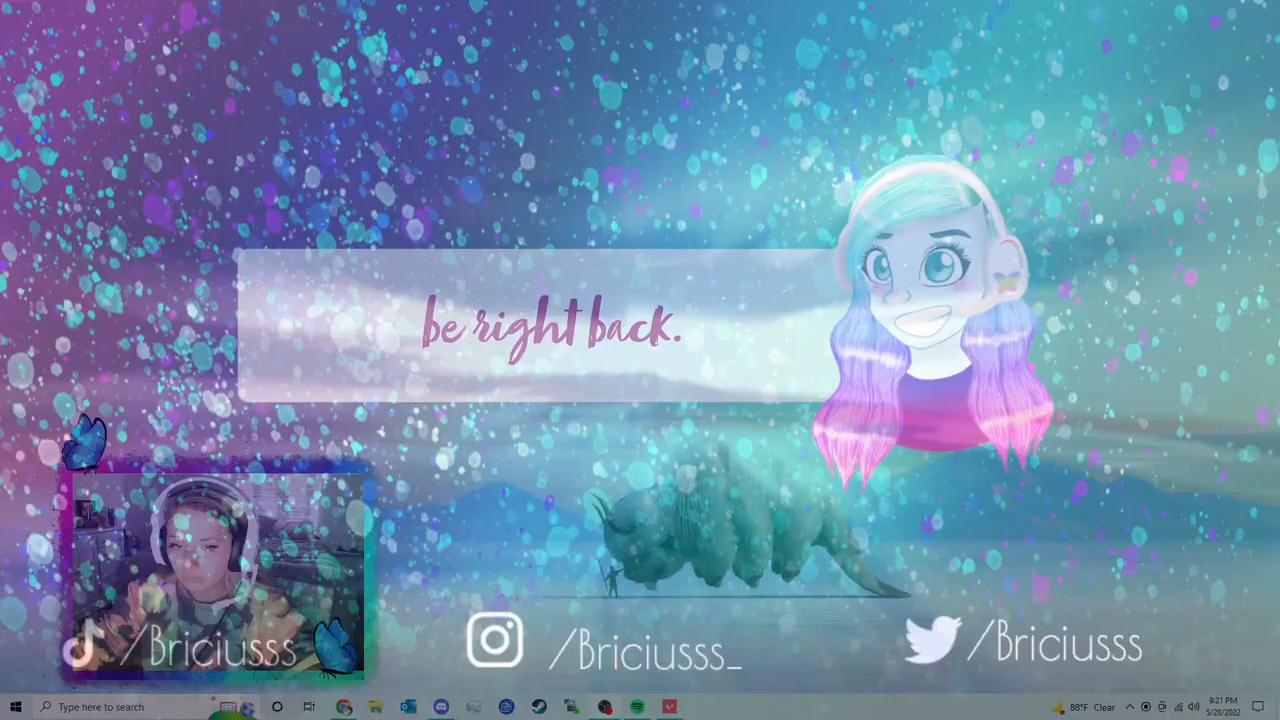 be right back.
/Briciusss
/Briciusss_
/Briciusss
Type here to search
88°F Clear
9:21 PM
5/28/2022